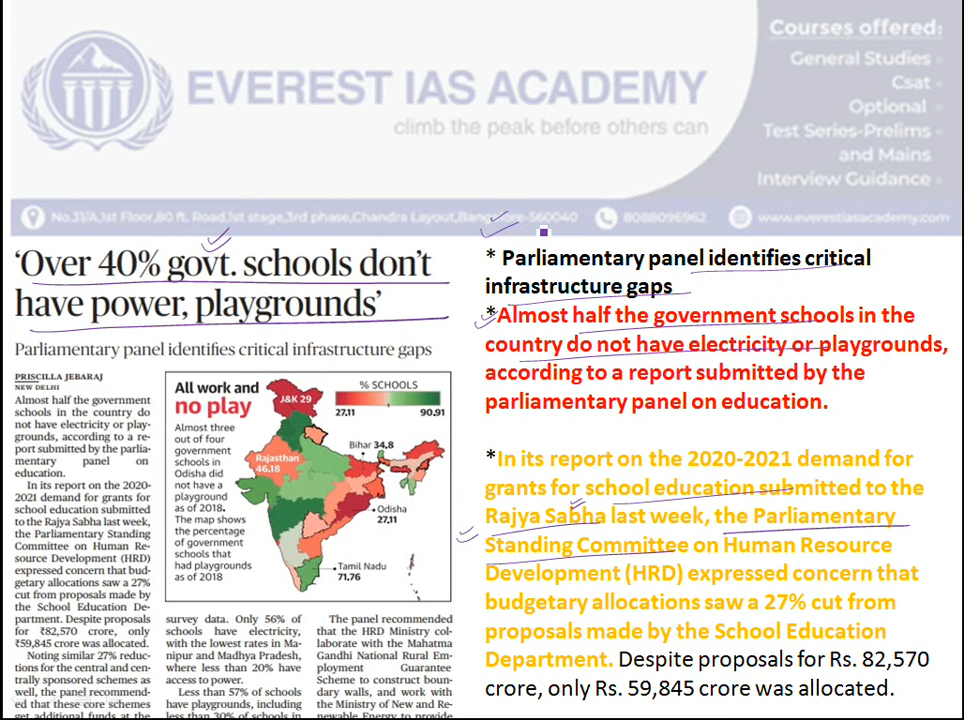 Courses offered:
General Studies
Csat
Optional
Test Series-Prelims
and Mains
Interview Guidance
EVEREST IAS ACADEMY
climb the peak before others can
No.31/A,1st Floor,80 ft. Road,1st stage,3rd phase,Chandra Layout, -560040
8088096962
www.everestiasacademy.com
‘Over 40% govt. schools don’t
have power, playgrounds’
Parliamentary panel identifies critical infrastructure gaps
PRISCILLA JEBARAJ
NEW DELHI
Almost half the government
schools in the country do
not have electricity or play-
grounds, according to a re-
port submitted by the parlia-
mentary panel on
education.
In its report on the 2020-
2021 demand for grants for
school education submitted
to the Rajya Sabha last week,
the Parliamentary Standing
Committee on Human Re-
source Development (HRD)
expressed concern that bud-
getary allocations saw a 27%
cut from proposals made by
the School Education De-
partment. Despite proposals
for ₹82,570 crore, only
₹59,845 crore was allocated.
Noting similar 27% reduc-
tions for the central and cen-
trally sponsored schemes as
well, the panel recommend-
ed that these core schemes
get additional funds at the
All work and
no play
Almost three
out of four
government
schools in
Odisha did
not have a
playground
as of 2018.
The map shows
the percentage
of government
schools that
had playgrounds
as of 2018
% SCHOOLS
27,11
90.91
J&K 29
Rajasthan
46.18
Bihar 34,8
Odisha
27,11
Tamil Nadu
71.76
survey data. Only 56% of
schools have electricity,
with the lowest rates in Ma-
nipur and Madhya Pradesh,
where less than 20% have
access to power.
Less than 57% of schools
have playgrounds, including
less than 30% of schools in
The panel recommended
that the HRD Ministry col-
laborate with the Mahatma
Gandhi National Rural Em-
ployment Guarantee
Scheme to construct boun-
dary walls, and work with
the Ministry of New and Re-
newable Energy to provide
* Parliamentary panel identifies critical
infrastructure gaps
*Almost half the government schools in the
country do not have electricity or playgrounds,
according to a report submitted by the
parliamentary panel on education.
*In its report on the 2020-2021 demand for
grants for school education submitted to the
Rajya Sabha last week, the Parliamentary
Standing Committee on Human Resource
Development (HRD) expressed concern that
budgetary allocations saw a 27% cut from
proposals made by the School Education
Department. Despite proposals for Rs. 82,570
crore, only Rs. 59,845 crore was allocated.